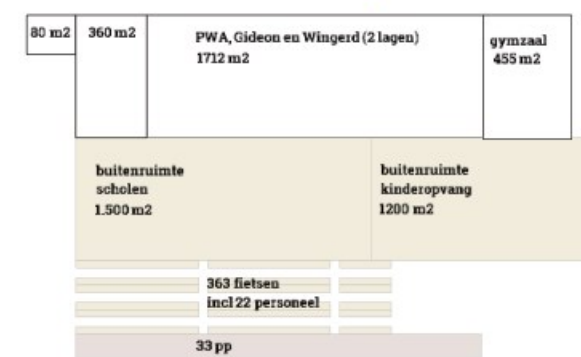 80 m2
360 m2
PWA, Gideon en Wingerd (2 lagen)
1712 m2
gymzaal
455 m2
buitenruimte
scholen
1.500 m2
buitenruimte
kinderopvang
1200 m2
363 fietsen
incl 22 personeel
33 pp